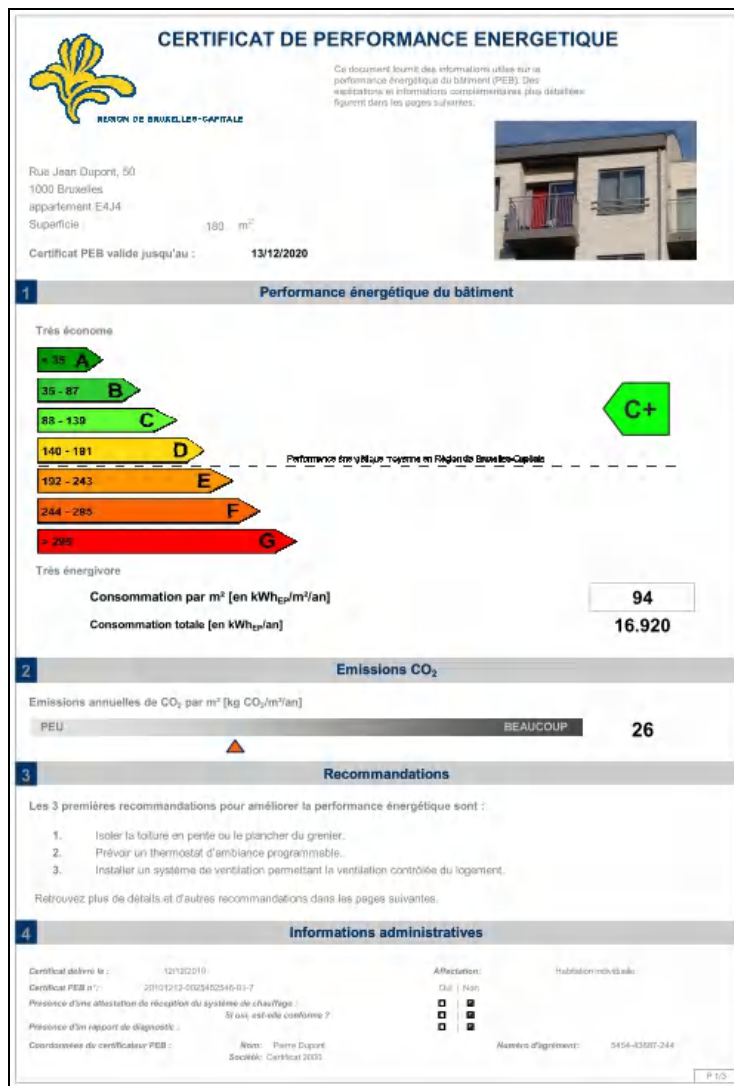 CERTIFICAT DE PERFORMANCE ENERGETIQUE
Ce document fournit des informations utiles sur la
performance énergétique du bâtiment (PEB). Des
explications et informations complémentaires plus détaillées
figurent dans les pages suivantes.
REGION DE BRUXELLES-CAPITALE
Rue Jean Dupont, 50
1000 Bruxelles
appartement E4J4
Superficie : 180 m²
Certificat PEB valide jusqu'au : 13/12/2020
1 Performance énergétique du bâtiment
Très économe
< 35 A
35 - 87 B
88 - 139 C
C+
140 - 191 D
Performance énergétique moyenne en Région de Bruxelles-Capitale
192 - 243 E
244 - 295 F
> 295 G
Très énergivore
Consommation par m² [en kWhEP/m²/an] 94
Consommation totale [en kWhEP/an] 16.920
2 Emissions CO₂
Emissions annuelles de CO₂ par m² [kg CO₂/m²/an]
PEU BEAUCOUP 26
3 Recommandations
Les 3 premières recommandations pour améliorer la performance énergétique sont :
1. Isoler la toiture en pente ou le plancher du grenier.
2. Prévoir un thermostat d'ambiance programmable.
3. Installer un système de ventilation permettant la ventilation contrôlée du logement.
Retrouvez plus de détails et d'autres recommandations dans les pages suivantes.
4 Informations administratives
Certificat délivré le : 12/12/2010 Affectation: Habitation individuelle
Certificat PEB n°: Oui | Non
Présence d'une attestation de réception du système de chauffage :
Si oui, est-elle conforme ?
Présence d'un rapport de diagnostic :
Coordonnées du certificateur PEB : Nom: Pierre Dupont Numéro d'agrément:
Société: Certificat 2000
P 1/3